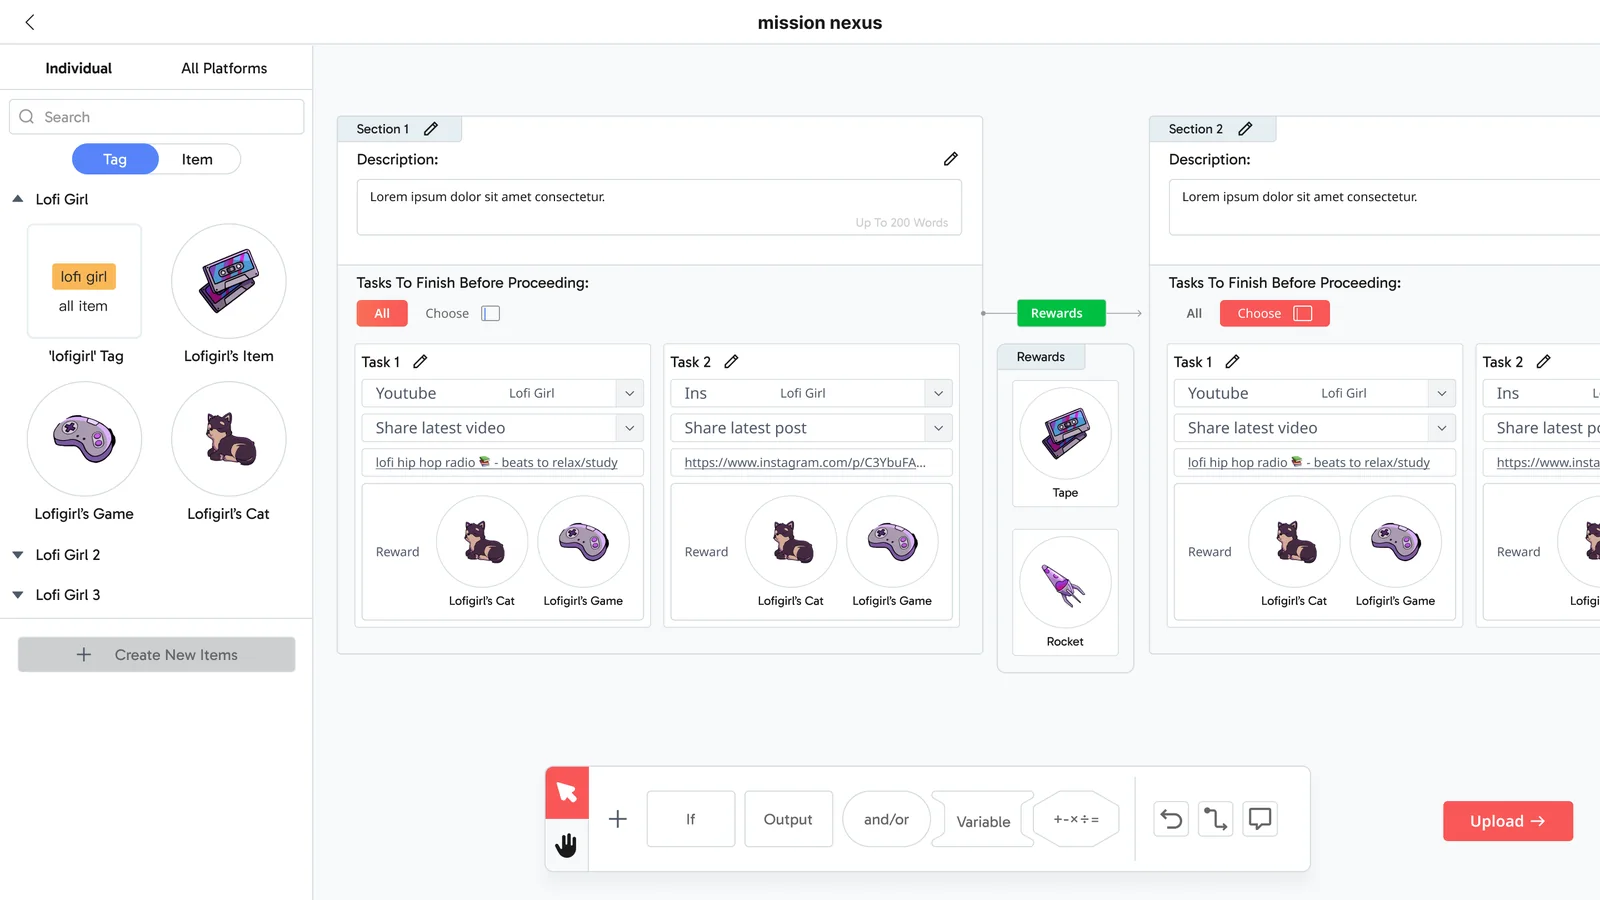 mission nexus
Individual
All Platforms
Search
Tag
Item
Lofi Girl
lofi girl
all item
'lofigirl' Tag
Lofigirl's Item
Lofigirl's Game
Lofigirl's Cat
Lofi Girl 2
Lofi Girl 3
Create New Items
Section 1
Description:
Lorem ipsum dolor sit amet consectetur.
Up To 200 Words
Tasks To Finish Before Proceeding:
All
Choose
Task 1
Youtube
Lofi Girl
Share latest video
lofi hip hop radio 📚 - beats to relax/study
Reward
Lofigirl's Cat
Lofigirl's Game
Task 2
Ins
Lofi Girl
Share latest post
https://www.instagram.com/p/C3YbuFA...
Reward
Lofigirl's Cat
Lofigirl's Game
Rewards
Rewards
Tape
Rocket
Section 2
Description:
Lorem ipsum dolor sit amet consectetur.
Tasks To Finish Before Proceeding:
All
Choose
Task 1
Youtube
Lofi Girl
Share latest video
lofi hip hop radio 📚 - beats to relax/study
Reward
Lofigirl's Cat
Lofigirl's Game
Task 2
Ins
Share latest po
https://www.insta
Reward
Lofigi
If
Output
and/or
Variable
+-×÷=
Upload →